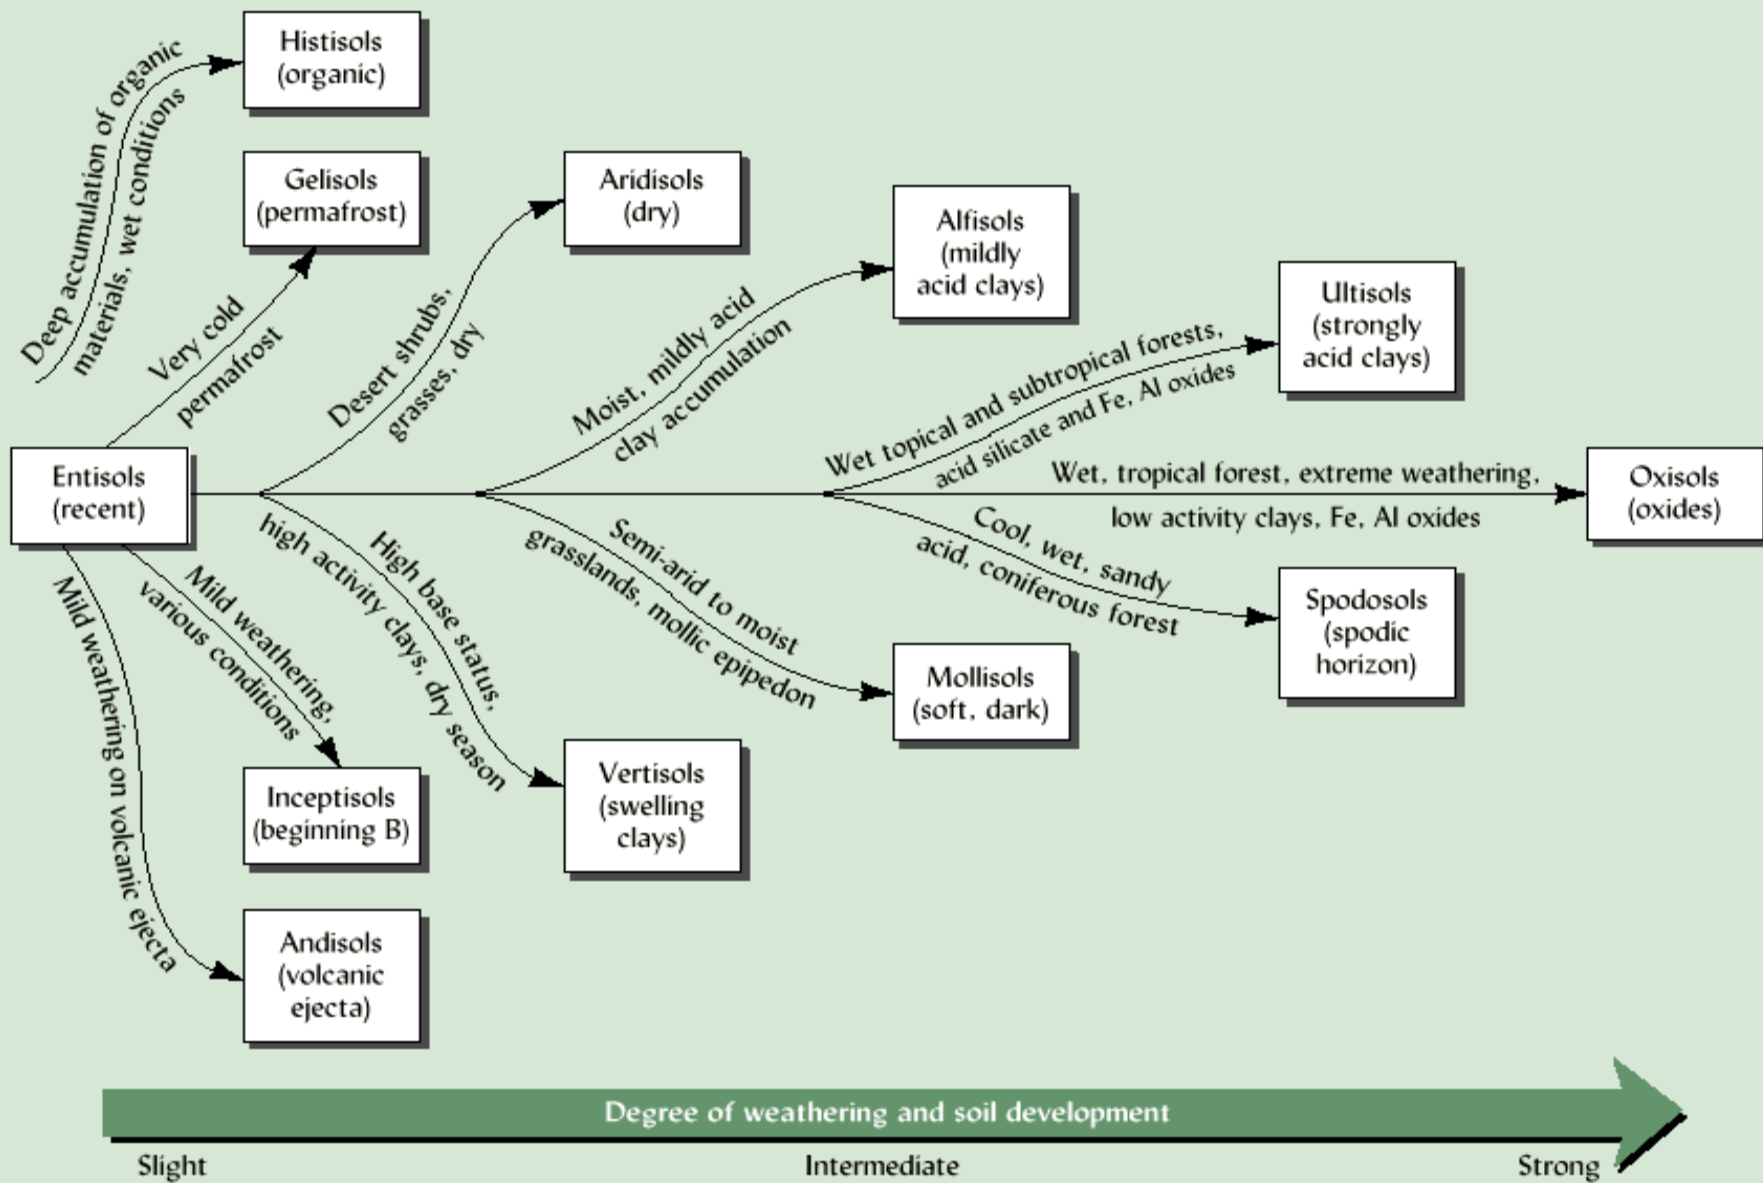 Histisols
(organic)
Deep accumulation of organic
materials, wet conditions
Gelisols
(permafrost)
Very cold
permafrost
Aridisols
(dry)
Desert shrubs,
grasses, dry
Alfisols
(mildly
acid clays)
Moist, mildly acid
clay accumulation
Ultisols
(strongly
acid clays)
Wet topical and subtropical forests,
acid silicate and Fe, Al oxides
Entisols
(recent)
Wet, tropical forest, extreme weathering,
low activity clays, Fe, Al oxides
Oxisols
(oxides)
Cool, wet, sandy
acid, coniferous forest
Spodosols
(spodic
horizon)
Semi-arid to moist
grasslands, mollic epipedon
Mollisols
(soft, dark)
High base status,
high activity clays, dry season
Vertisols
(swelling
clays)
Mild weathering,
various conditions
Inceptisols
(beginning B)
Mild weathering on volcanic ejecta
Andisols
(volcanic
ejecta)
Degree of weathering and soil development
Slight
Intermediate
Strong